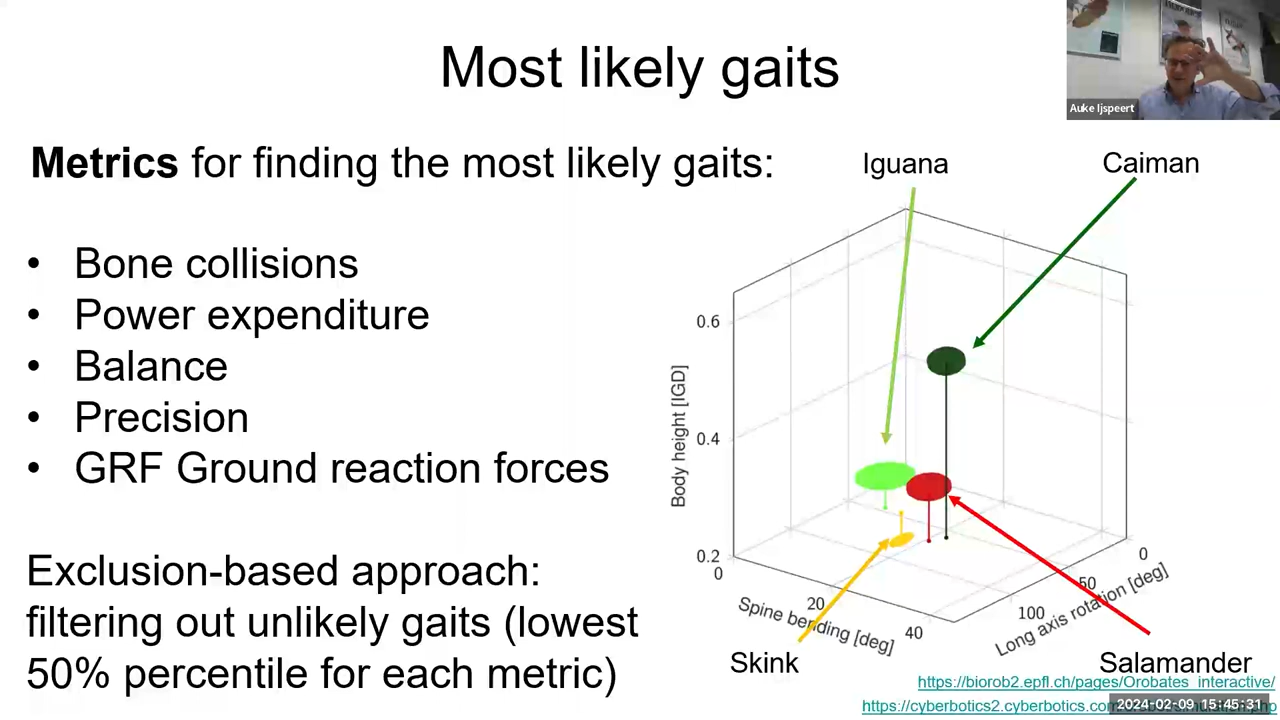 Most likely gaits
Auke Ijspeert
Metrics for finding the most likely gaits:
• Bone collisions
• Power expenditure
• Balance
• Precision
• GRF Ground reaction forces
Exclusion-based approach:
filtering out unlikely gaits (lowest
50% percentile for each metric)
Iguana
Caiman
0.6
0.4
0.2
Body height [IGD]
0
20
40
Spine bending [deg]
100
50
0
Long axis rotation [deg]
Skink
Salamander
https://biorob2.epfl.ch/pages/Orobates_interactive/
https://cyberbotics2.cyberbotics.com
2024-02-09 15:45:31